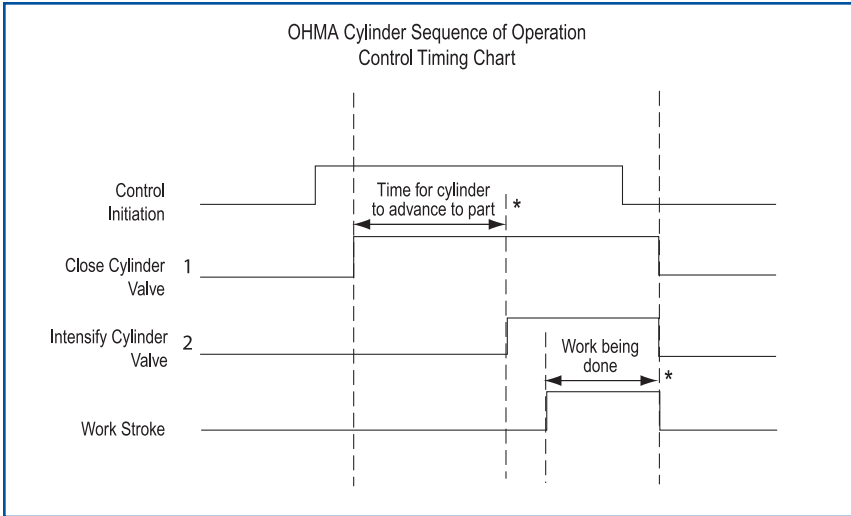 OHMA Cylinder Sequence of Operation
Control Timing Chart
Control
Initiation
Time for cylinder
to advance to part
*
Close Cylinder
Valve
1
Intensify Cylinder
Valve
2
Work being
done
*
Work Stroke